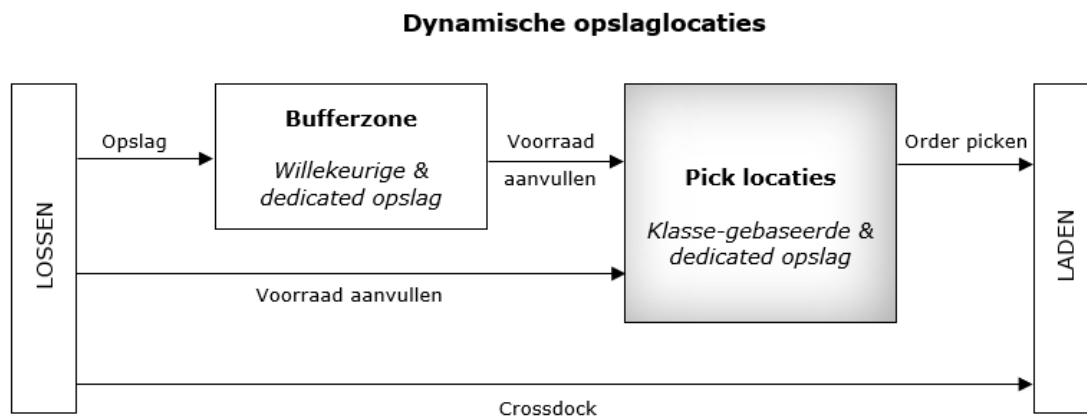 Dynamische opslaglocaties
LOSSEN
Opslag
Bufferzone
Willekeurige &
dedicated opslag
Voorraad
aanvullen
Pick locaties
Klasse-gebaseerde &
dedicated opslag
Order picken
LADEN
Voorraad aanvullen
Crossdock